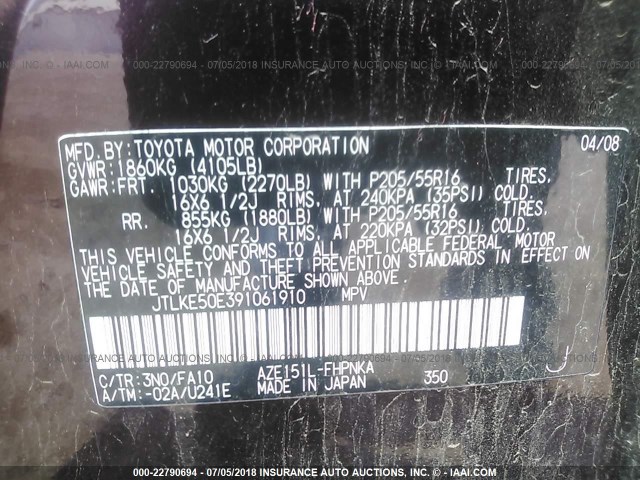 000-22790694 - 07/05/2018 INSURANCE AUTO AUCTIONS - © - IAAI.COM
MFD.BY:TOYOTA MOTOR CORPORATION 04/08
GVWR:1860KG (4105LB)
GAWR:FRT. 1030KG (2270LB) WITH P205/55R16 TIRES,
16X6 1/2J RIMS, AT 240KPA (35PSI) COLD.
RR. 855KG (1880LB) WITH P205/55R16 TIRES,
16X6 1/2J RIMS, AT 220KPA (32PSI) COLD.
THIS VEHICLE CONFORMS TO ALL APPLICABLE FEDERAL MOTOR
VEHICLE SAFETY AND THEFT PREVENTION STANDARDS IN EFFECT ON
THE DATE OF MANUFACTURE SHOWN ABOVE.
JTLKE50E391061910 MPV
C/TR:3N0/FA10 AZE151L-FHPNKA 350
A/TM:-02A/U241E MADE IN JAPAN
000-22790694 - 07/05/2018 INSURANCE AUTO AUCTIONS - © - IAAI.COM